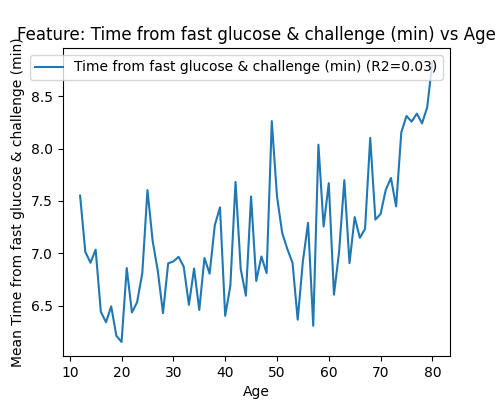 Feature: Time from fast glucose & challenge (min) vs Age
Time from fast glucose & challenge (min) (R2=0.03)
Mean Time from fast glucose & challenge (min)
8.5
8.0
7.5
7.0
6.5
10 20 30 40 50 60 70 80
Age